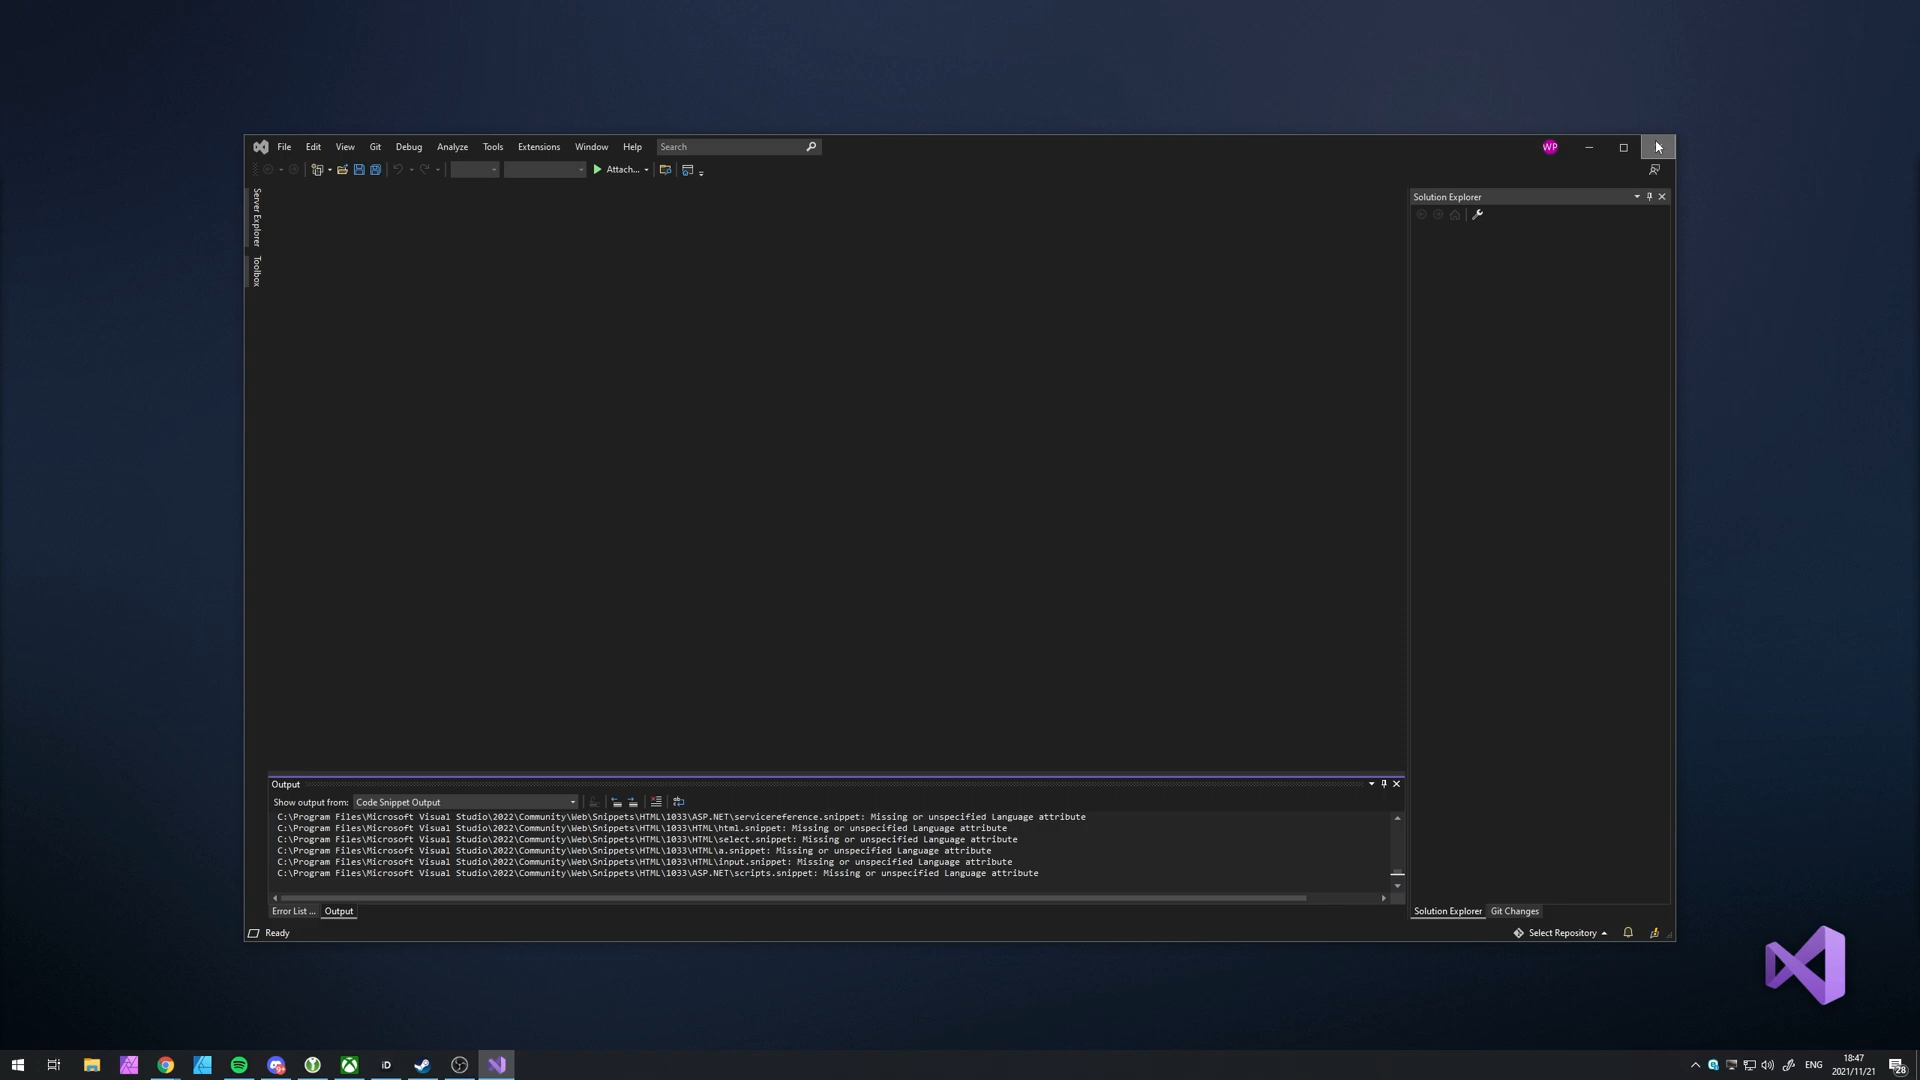 File Edit View Git Debug Analyze Tools Extensions Window Help Search WP
Attach...
Server Explorer
Toolbox
Solution Explorer
Output
Show output from: Code Snippet Output
C:\Program Files\Microsoft Visual Studio\2022\Community\Web\Snippets\HTML\1033\ASP.NET\servicereference.snippet: Missing or unspecified Language attribute
C:\Program Files\Microsoft Visual Studio\2022\Community\Web\Snippets\HTML\1033\HTML\html.snippet: Missing or unspecified Language attribute
C:\Program Files\Microsoft Visual Studio\2022\Community\Web\Snippets\HTML\1033\HTML\select.snippet: Missing or unspecified Language attribute
C:\Program Files\Microsoft Visual Studio\2022\Community\Web\Snippets\HTML\1033\HTML\a.snippet: Missing or unspecified Language attribute
C:\Program Files\Microsoft Visual Studio\2022\Community\Web\Snippets\HTML\1033\HTML\input.snippet: Missing or unspecified Language attribute
C:\Program Files\Microsoft Visual Studio\2022\Community\Web\Snippets\HTML\1033\ASP.NET\scripts.snippet: Missing or unspecified Language attribute
Error List ... Output
Solution Explorer Git Changes
Ready
Select Repository
iD
ENG
18:47
2021/11/21
28